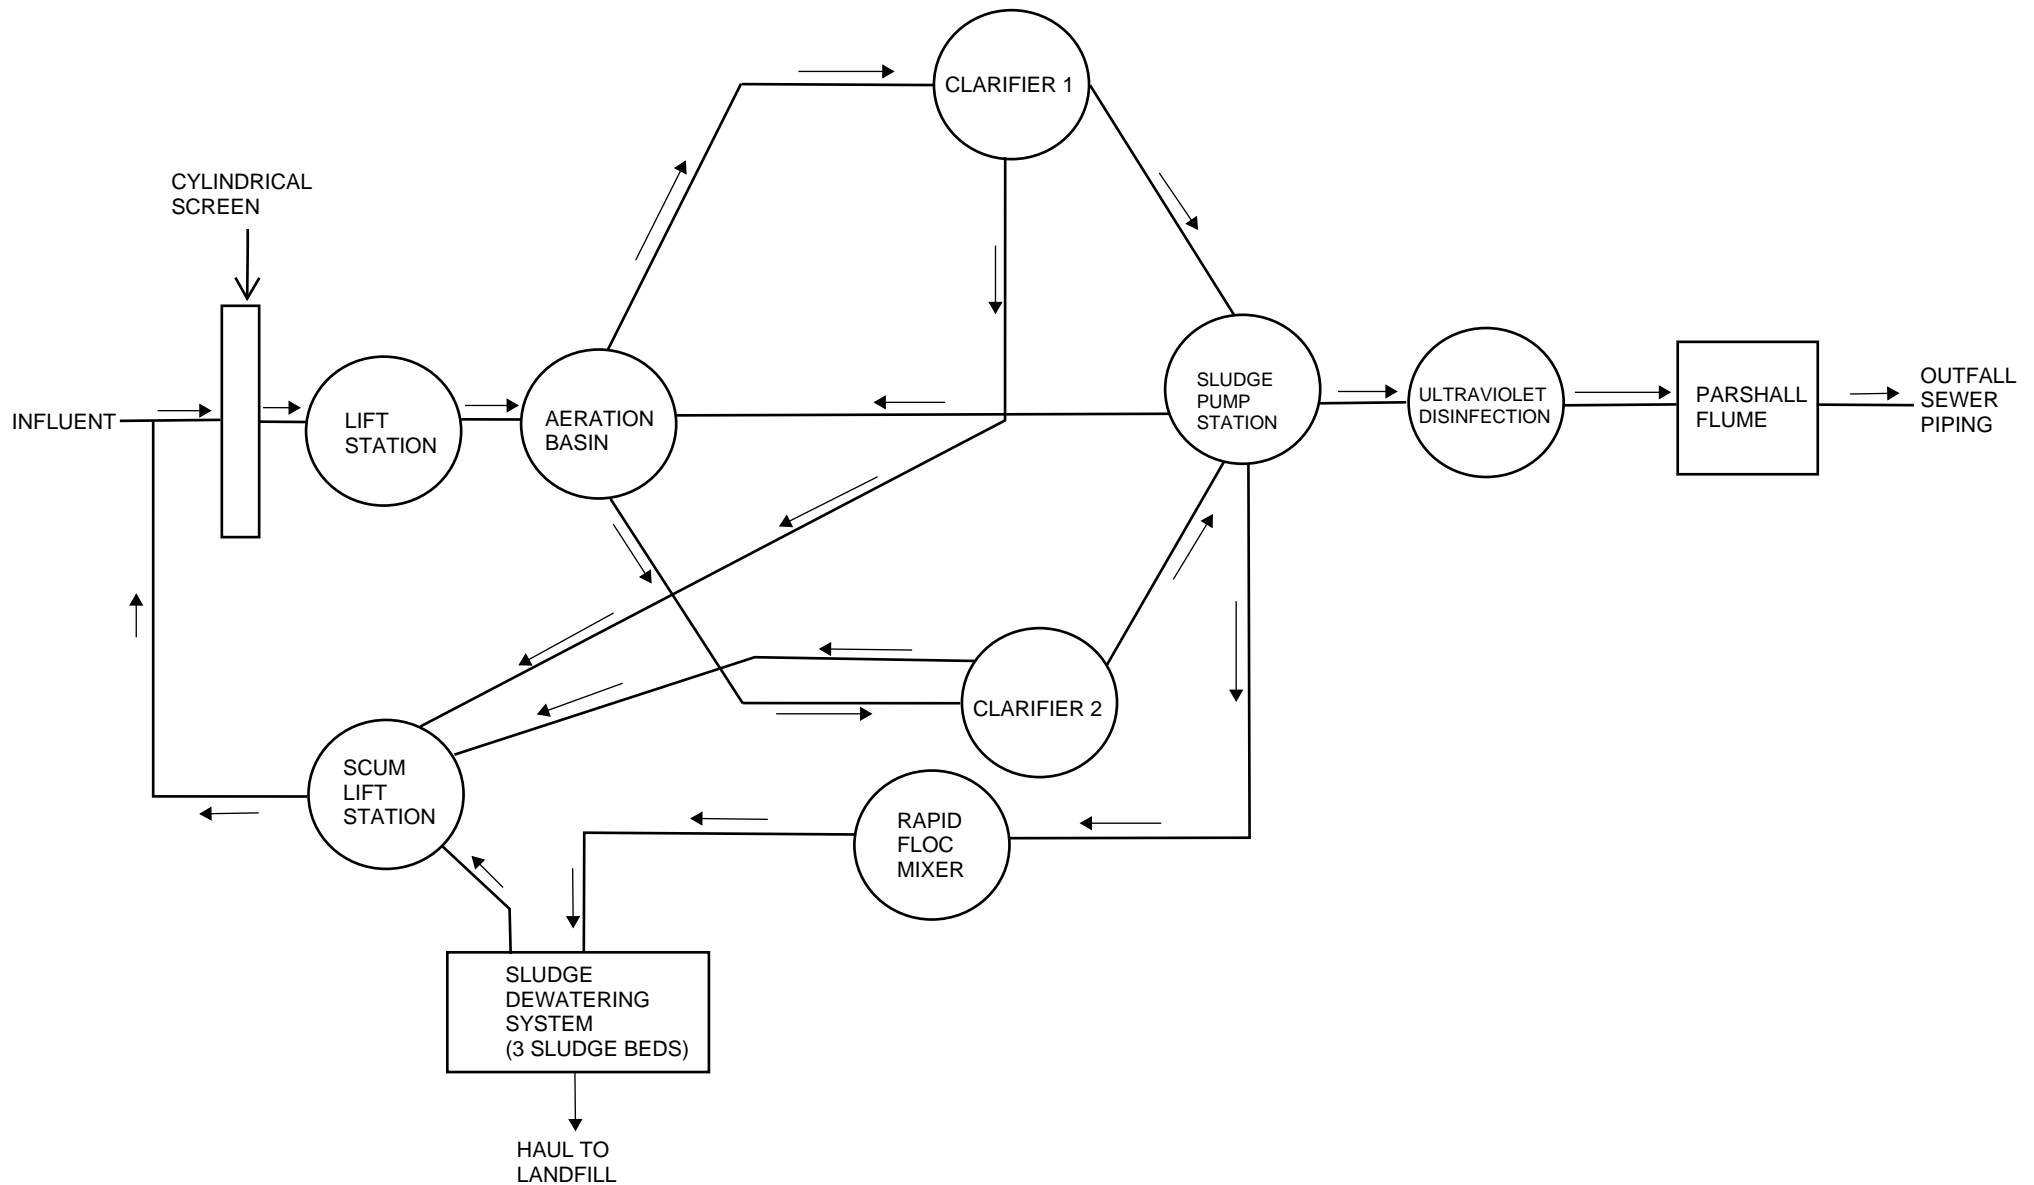 CLARIFIER 1
CYLINDRICAL
SCREEN
INFLUENT
LIFT
STATION
AERATION
BASIN
SLUDGE
PUMP
STATION
ULTRAVIOLET
DISINFECTION
PARSHALL
FLUME
OUTFALL
SEWER
PIPING
CLARIFIER 2
SCUM
LIFT
STATION
RAPID
FLOC
MIXER
SLUDGE
DEWATERING
SYSTEM
(3 SLUDGE BEDS)
HAUL TO
LANDFILL